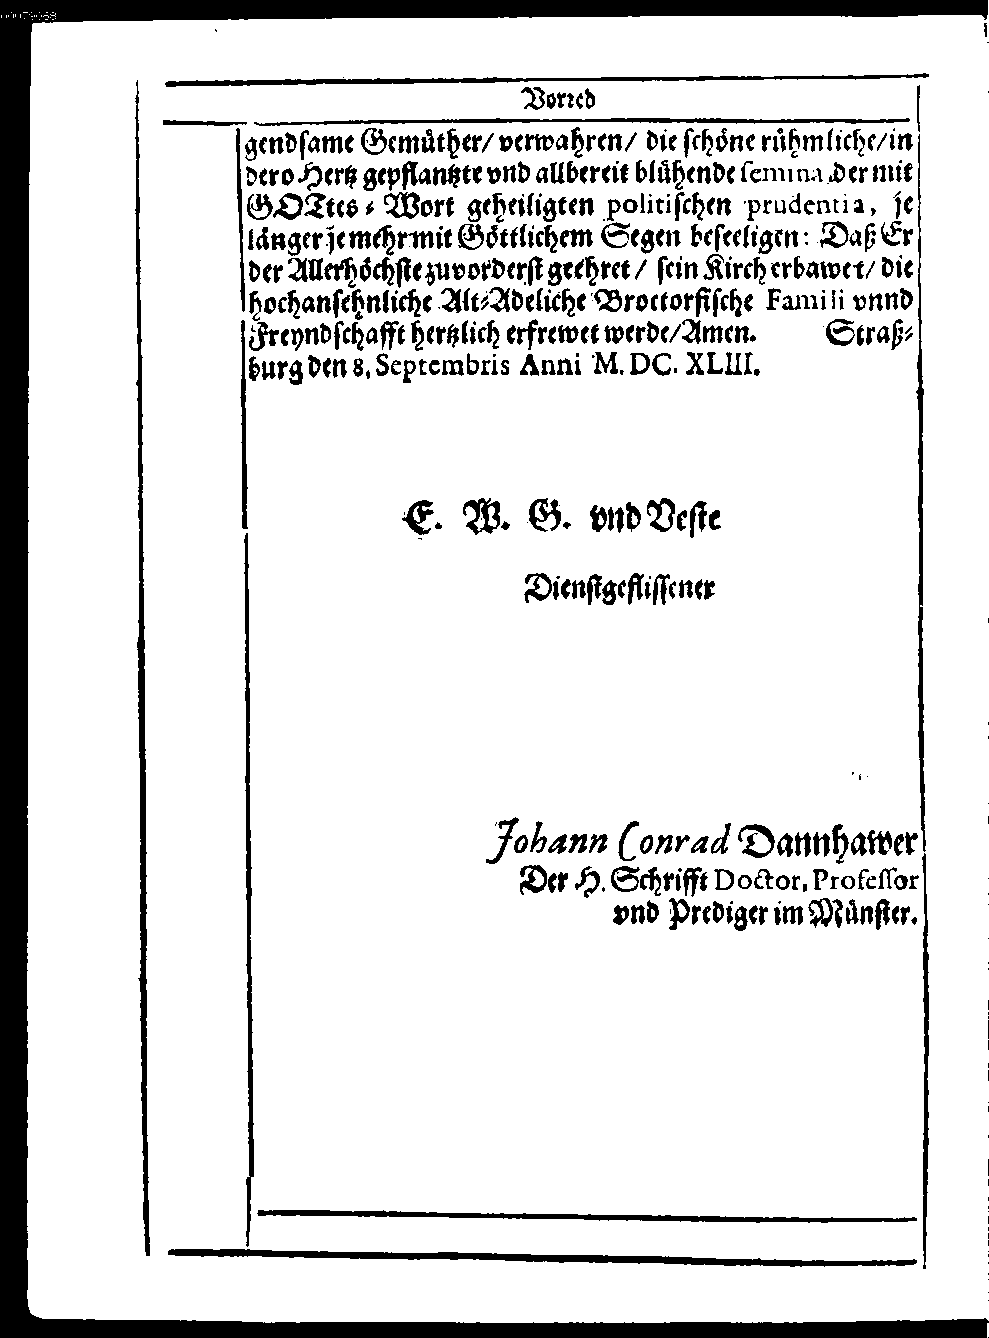 00079068
Vorred
gendsame Gemüther/ verwahren/ die schöne rühmliche/ in
dero Hertz gepflantzte vnd allbereit blühende semina, der mit
GOTtes-Wort geheiligten politischen prudentia, je
länger je mehr mit Göttlichem Segen beseeligen: Daß Er
der Allerhöchste zuvorderst geehret/ sein Kirch erbawet/ die
hochansehnliche Alt-Adeliche Broctorfische Famili vnnd
Freyndschafft hertzlich erfrewet werde/ Amen. Straß-
burg den 8. Septembris Anni M. DC. XLIII.
E. W. G. vnd Veste
Dienstgeflissener
Johann Conrad Dannhawer
Der H. Schrifft Doctor, Professor
vnd Prediger im Münster.